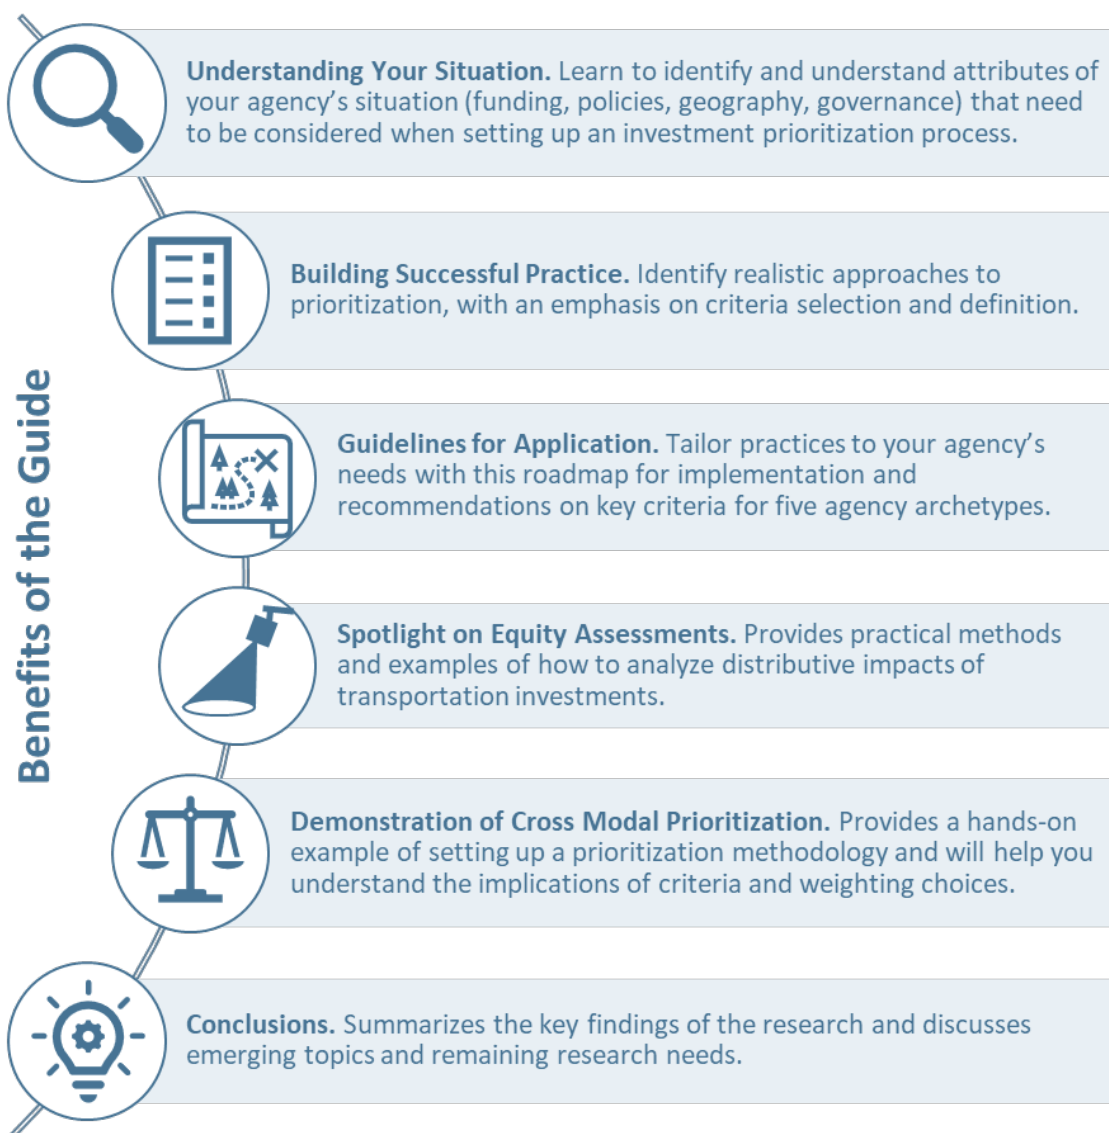 Benefits of the Guide
Understanding Your Situation. Learn to identify and understand attributes of
your agency’s situation (funding, policies, geography, governance) that need
to be considered when setting up an investment prioritization process.
Building Successful Practice. Identify realistic approaches to
prioritization, with an emphasis on criteria selection and definition.
Guidelines for Application. Tailor practices to your agency’s
needs with this roadmap for implementation and
recommendations on key criteria for five agency archetypes.
Spotlight on Equity Assessments. Provides practical methods
and examples of how to analyze distributive impacts of
transportation investments.
Demonstration of Cross Modal Prioritization. Provides a hands-on
example of setting up a prioritization methodology and will help you
understand the implications of criteria and weighting choices.
Conclusions. Summarizes the key findings of the research and discusses
emerging topics and remaining research needs.